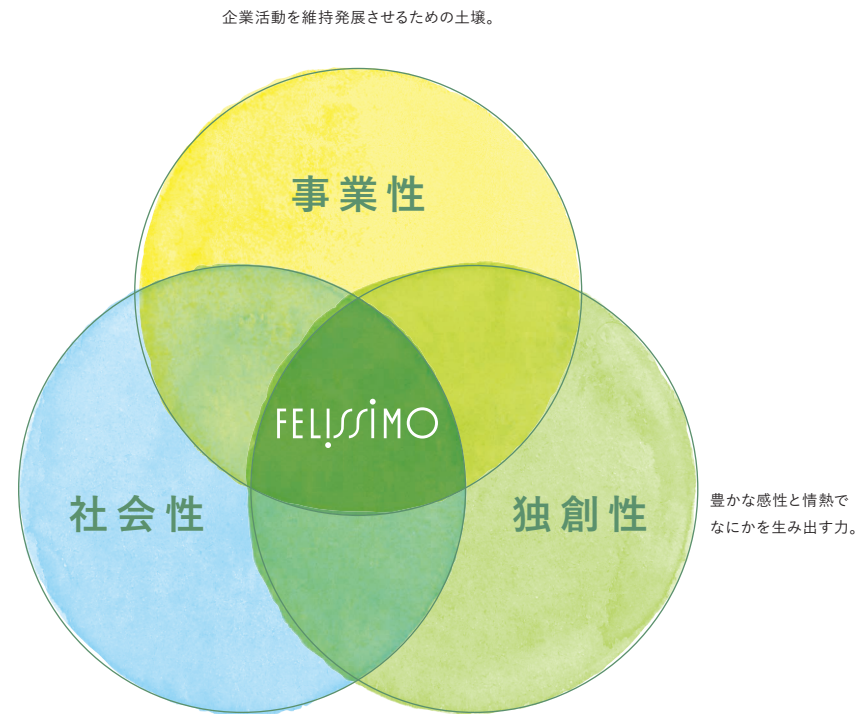 企業活動を維持発展させるための土壌。
事業性
FELISSIMO
社会性
独創性
豊かな感性と情熱で
なにかを生み出す力。